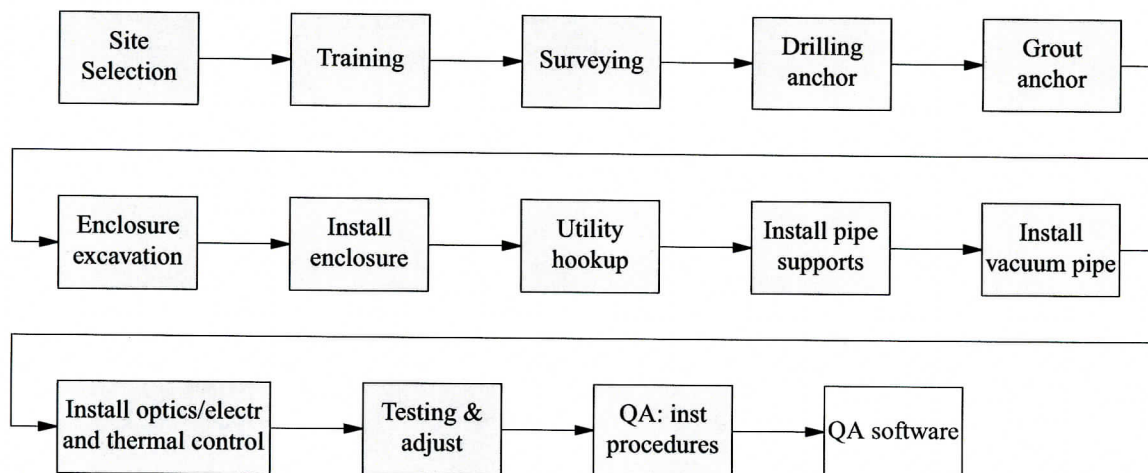 Site
Selection
Training
Surveying
Drilling
anchor
Grout
anchor
Enclosure
excavation
Install
enclosure
Utility
hookup
Install pipe
supports
Install
vacuum pipe
Install optics/electr
and thermal control
Testing &
adjust
QA: inst
procedures
QA software